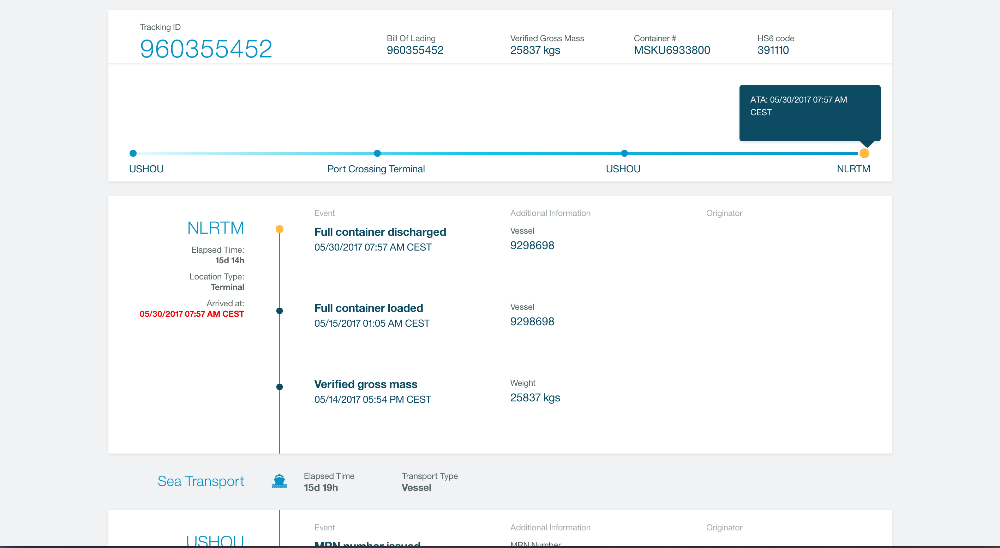 Tracking ID
960355452
Bill Of Lading
960355452
Verified Gross Mass
25837 kgs
Container #
MSKU6933800
HS6 code
391110
ATA: 05/30/2017 07:57 AM
CEST
USHOU
Port Crossing Terminal
USHOU
NLRTM
NLRTM
Elapsed Time:
15d 14h
Location Type:
Terminal
Arrived at:
05/30/2017 07:57 AM CEST
Event
Additional Information
Originator
Full container discharged
05/30/2017 07:57 AM CEST
Vessel
9298698
Full container loaded
05/15/2017 01:05 AM CEST
Vessel
9298698
Verified gross mass
05/14/2017 05:54 PM CEST
Weight
25837 kgs
Sea Transport
Elapsed Time
15d 19h
Transport Type
Vessel
USHOU
Event
Additional Information
Originator
MRN number issued
MRN Number